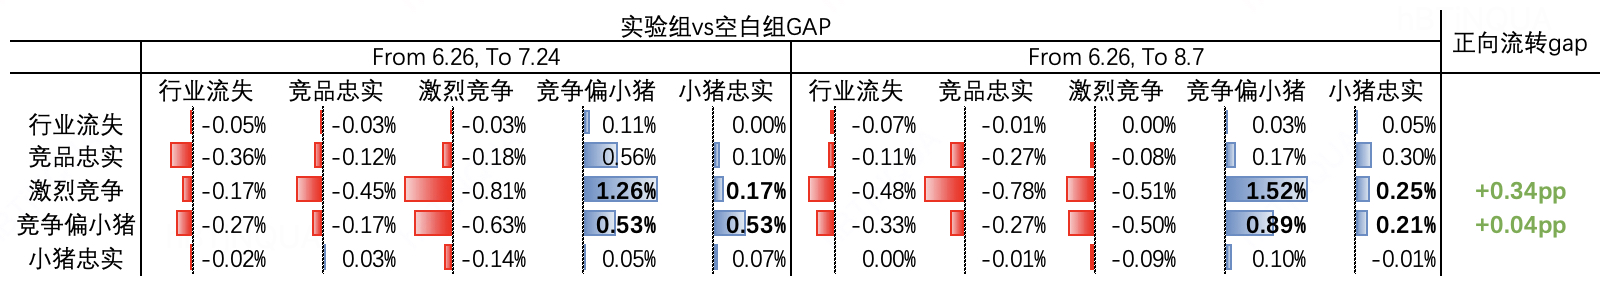 实验组vs空白组GAP
正向流转gap
From 6.26, To 7.24
From 6.26, To 8.7
行业流失 竞品忠实 激烈竞争 竞争偏小猪 小猪忠实 行业流失 竞品忠实 激烈竞争 竞争偏小猪 小猪忠实
行业流失 -0.05% -0.03% -0.03% 0.11% 0.00% -0.07% -0.01% 0.00% 0.03% 0.05%
竞品忠实 -0.36% -0.12% -0.18% 0.56% 0.10% -0.11% -0.27% -0.08% 0.17% 0.30%
激烈竞争 -0.17% -0.45% -0.81% 1.26% 0.17% -0.48% -0.78% -0.51% 1.52% 0.25% +0.34pp
竞争偏小猪 -0.27% -0.17% -0.63% 0.53% 0.53% -0.33% -0.27% -0.50% 0.89% 0.21% +0.04pp
小猪忠实 -0.02% 0.03% -0.14% 0.05% 0.07% 0.00% -0.01% -0.09% 0.10% -0.01%